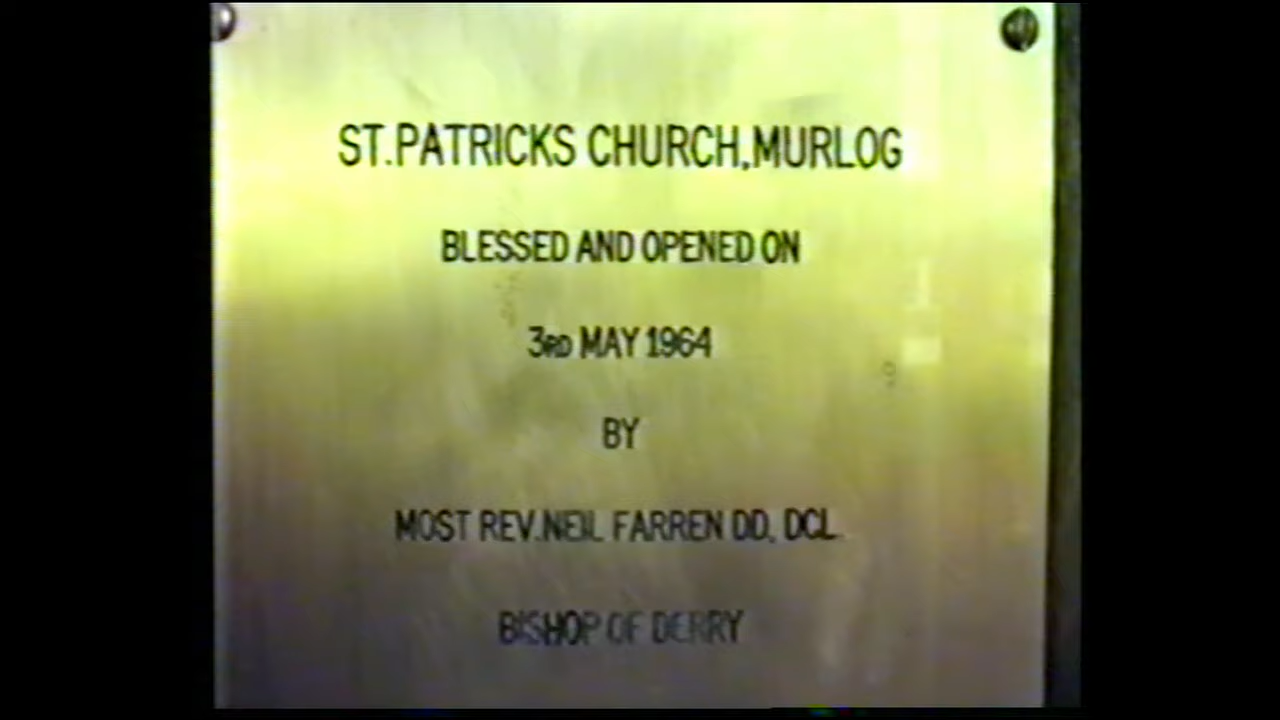 ST.PATRICKS CHURCH,MURLOG
BLESSED AND OPENED ON
3RD MAY 1964
BY
MOST REV.NEIL FARREN DD, DCL.
BISHOP OF DERRY